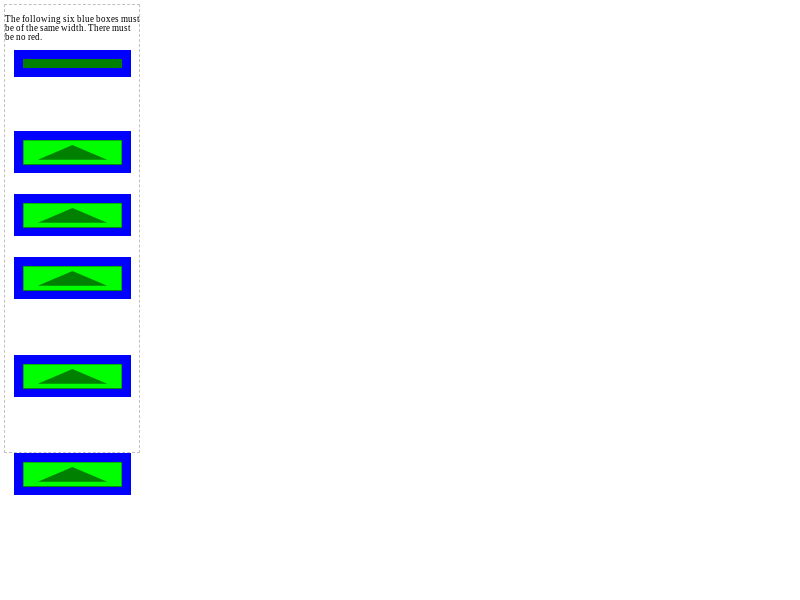 The following six blue boxes must
be of the same width. There must
be no red.